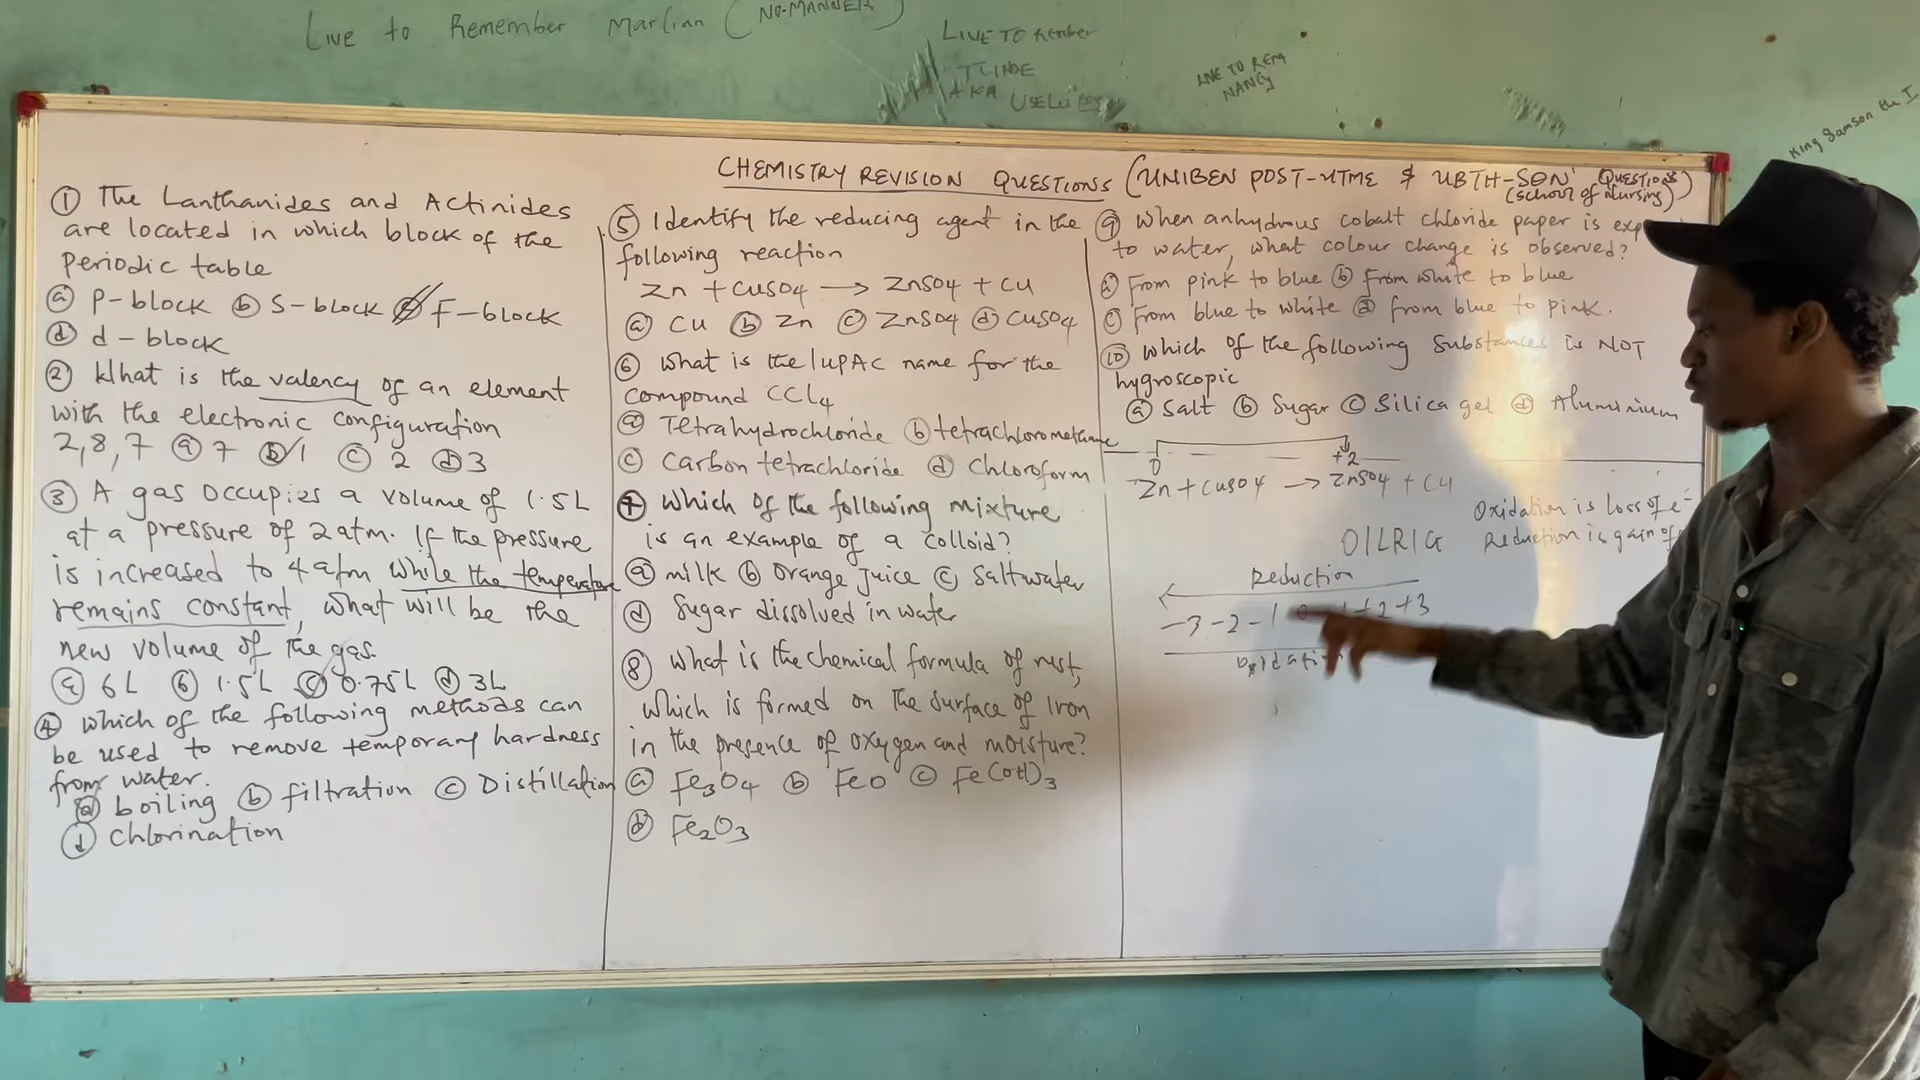 Live to Remember Marlian (NO-MANNER)
LIVE TO
TLINDE
AKA
LIVE TO REM
NANCY
King Samson the I
CHEMISTRY REVISION QUESTIONS (UNIBEN POST-UTME & UBTH-SON QUESTIONS)
(School of Nursing)
① The Lanthanides and Actinides
are located in which block of the
periodic table
ⓐ P-block ⓑ S-block ⓒ F-block
ⓓ d-block
② What is the valency of an element
with the electronic configuration
2,8,7 ⓐ 7 ⓑ 1 ⓒ 2 ⓓ 3
③ A gas occupies a volume of 1.5L
at a pressure of 2atm. If the pressure
is increased to 4atm while the temperature
remains constant, what will be the
new volume of the gas.
ⓐ 6L ⓑ 1.5L ⓒ 0.75L ⓓ 3L
④ which of the following methods can
be used to remove temporary hardness
from water.
ⓐ boiling ⓑ filtration ⓒ Distillation
ⓓ Chlorination
⑤ Identify the reducing agent in the
following reaction
Zn + CuSO4 → ZnSO4 + Cu
ⓐ Cu ⓑ Zn ⓒ ZnSO4 ⓓ CuSO4
⑥ What is the IUPAC name for the
compound CCl4
ⓐ Tetrahydrochloride ⓑ tetrachloromethane
ⓒ Carbon tetrachloride ⓓ Chloroform
⑦ Which of the following mixture
is an example of a colloid?
ⓐ milk ⓑ Orange juice ⓒ Saltwater
ⓓ Sugar dissolved in water
⑧ What is the chemical formula of rust,
which is formed on the surface of Iron
in the presence of oxygen and moisture?
ⓐ Fe3O4 ⓑ FeO ⓒ Fe(OH)3
ⓓ Fe2O3
⑨ When anhydrous cobalt chloride paper is exp
to water, what colour change is observed?
ⓐ From pink to blue ⓑ From white to blue
ⓒ From blue to white ⓓ from blue to pink.
⑩ Which of the following Substances is NOT
hygroscopic
ⓐ Salt ⓑ Sugar ⓒ Silica gel ⓓ Aluminium
0 +2
Zn + CuSO4 → ZnSO4 + Cu
Oxidation is loss of e-
OILRIG Reduction is gain of
Reduction
-3 -2 -1 0 +2 +3